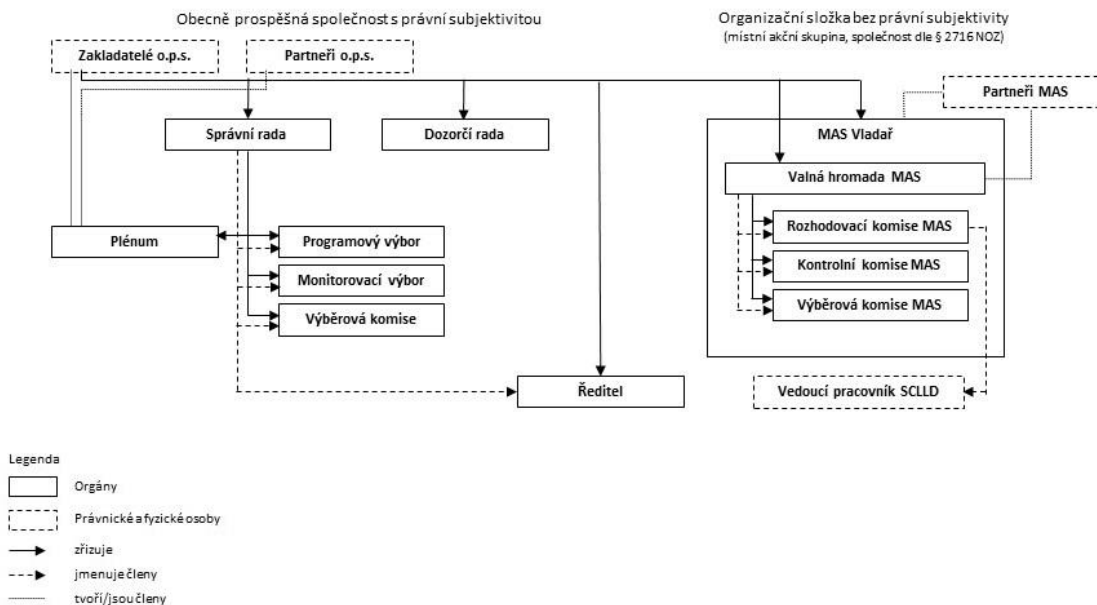 Obecně prospěšná společnost s právní subjektivitou
Organizační složka bez právní subjektivity
(místní akční skupina, společnost dle § 2716 NOZ)
Zakladatelé o.p.s.
Partneři o.p.s.
Partneři MAS
Správní rada
Dozorčí rada
MAS Vladař
Valná hromada MAS
Plénum
Programový výbor
Monitorovací výbor
Výběrová komise
Rozhodovací komise MAS
Kontrolní komise MAS
Výběrová komise MAS
Ředitel
Vedoucí pracovník SCLLD
Legenda
Orgány
Právnické a fyzické osoby
zřizuje
jmenuje členy
tvoří/jsou členy